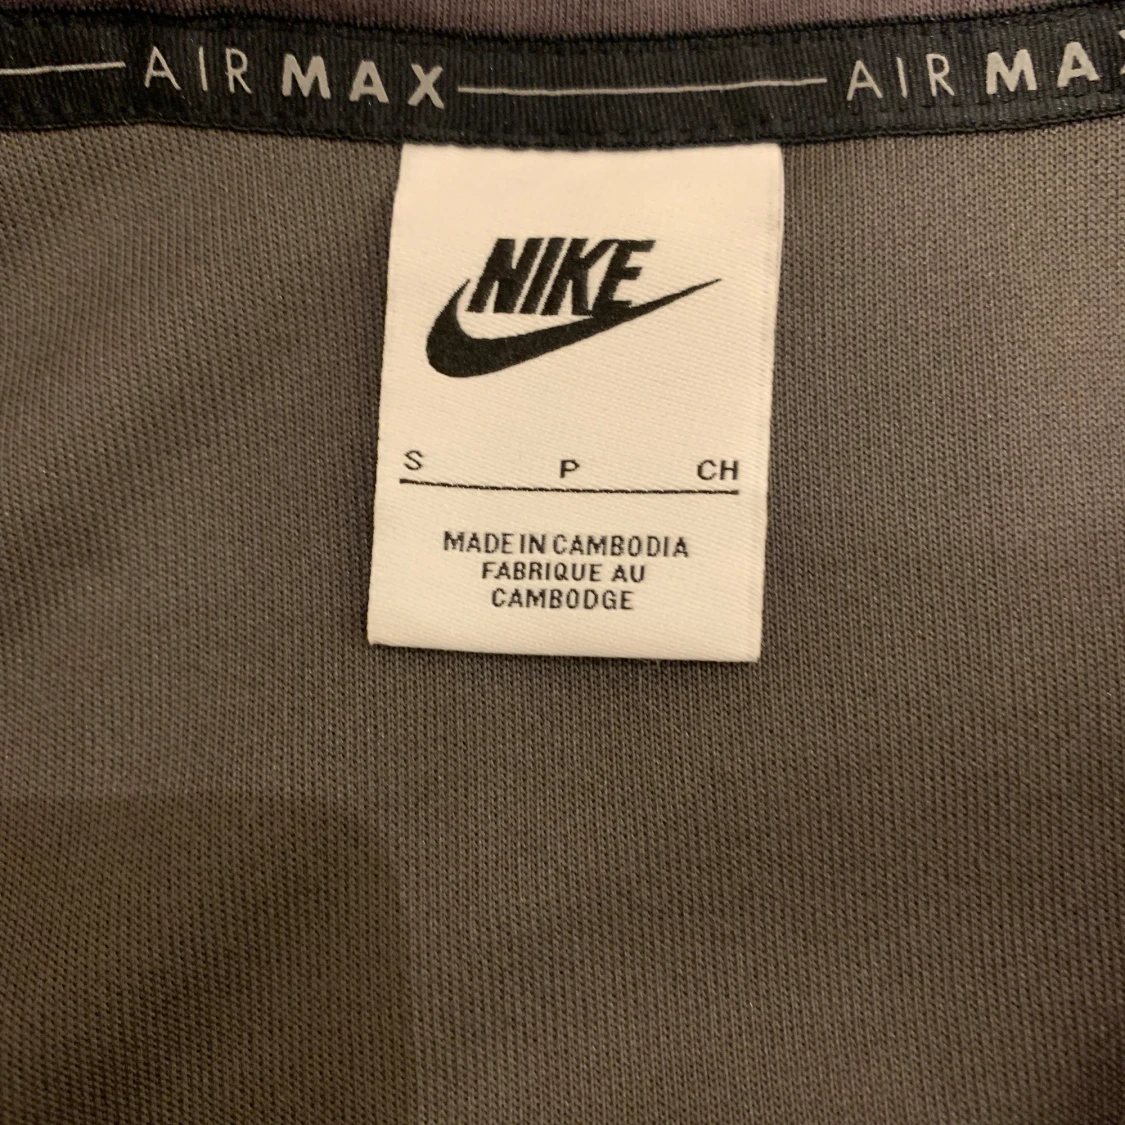 AIR MAX AIR MAX
NIKE
S P CH
MADE IN CAMBODIA
FABRIQUE AU
CAMBODGE